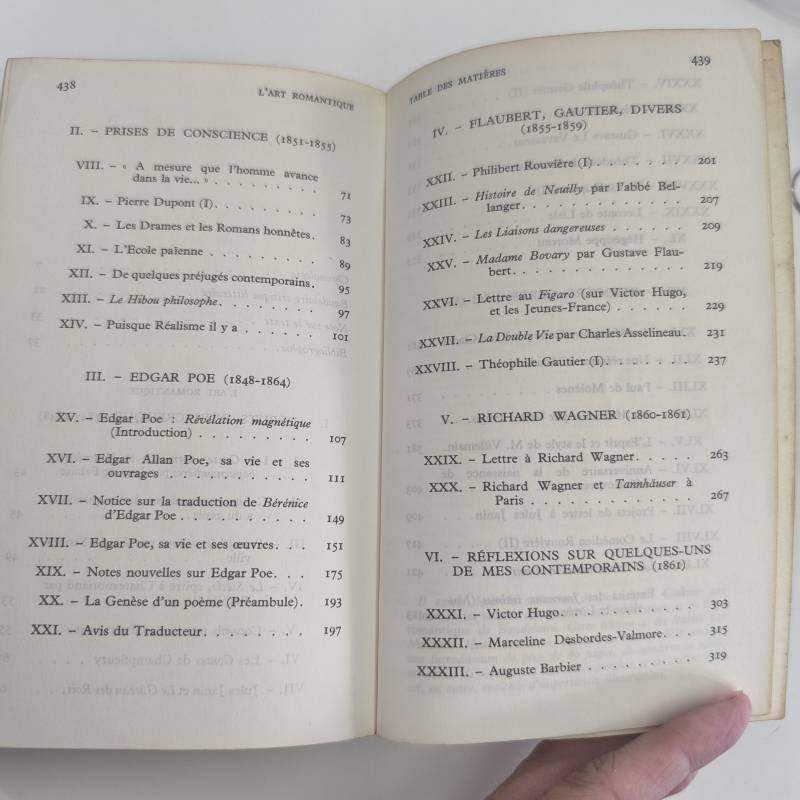 438
L'ART ROMANTIQUE
II. – PRISES DE CONSCIENCE (1851-1855)
VIII. – « A mesure que l'homme avance
dans la vie... » . . . . . . . . 71
IX. – Pierre Dupont (I). . . . . . . . 73
X. – Les Drames et les Romans honnêtes. 83
XI. – L'Ecole païenne . . . . . . . . 89
XII. – De quelques préjugés contemporains. 95
XIII. – Le Hibou philosophe. . . . . . . 97
XIV. – Puisque Réalisme il y a . . . . . . 101
III. – EDGAR POE (1848-1864)
XV. – Edgar Poe : Révélation magnétique
(Introduction) . . . . . . . . 107
XVI. – Edgar Allan Poe, sa vie et ses
ouvrages . . . . . . . . . . 111
XVII. – Notice sur la traduction de Bérénice
d'Edgar Poe . . . . . . . . . 149
XVIII. – Edgar Poe, sa vie et ses œuvres. . . 151
XIX. – Notes nouvelles sur Edgar Poe. . . 175
XX. – La Genèse d'un poème (Préambule). 193
XXI. – Avis du Traducteur. . . . . . . 197
TABLE DES MATIÈRES
439
IV. – FLAUBERT, GAUTIER, DIVERS
(1855-1859)
XXII. – Philibert Rouvière (I) . . . . . . 201
XXIII. – Histoire de Neuilly par l'abbé Bel-
langer. . . . . . . . . . . . 207
XXIV. – Les Liaisons dangereuses . . . . . 209
XXV. – Madame Bovary par Gustave Flau-
bert. . . . . . . . . . . . . 219
XXVI. – Lettre au Figaro (sur Victor Hugo,
et les Jeunes-France) . . . . . . 229
XXVII. – La Double Vie par Charles Asselineau. 231
XXVIII. – Théophile Gautier (I). . . . . . . 237
V. – RICHARD WAGNER (1860-1861)
XXIX. – Lettre à Richard Wagner. . . . . 263
XXX. – Richard Wagner et Tannhäuser à
Paris . . . . . . . . . . . . 267
VI. – RÉFLEXIONS SUR QUELQUES-UNS
DE MES CONTEMPORAINS (1861)
XXXI. – Victor Hugo. . . . . . . . . . 303
XXXII. – Marceline Desbordes-Valmore. . . 315
XXXIII. – Auguste Barbier . . . . . . . . 319